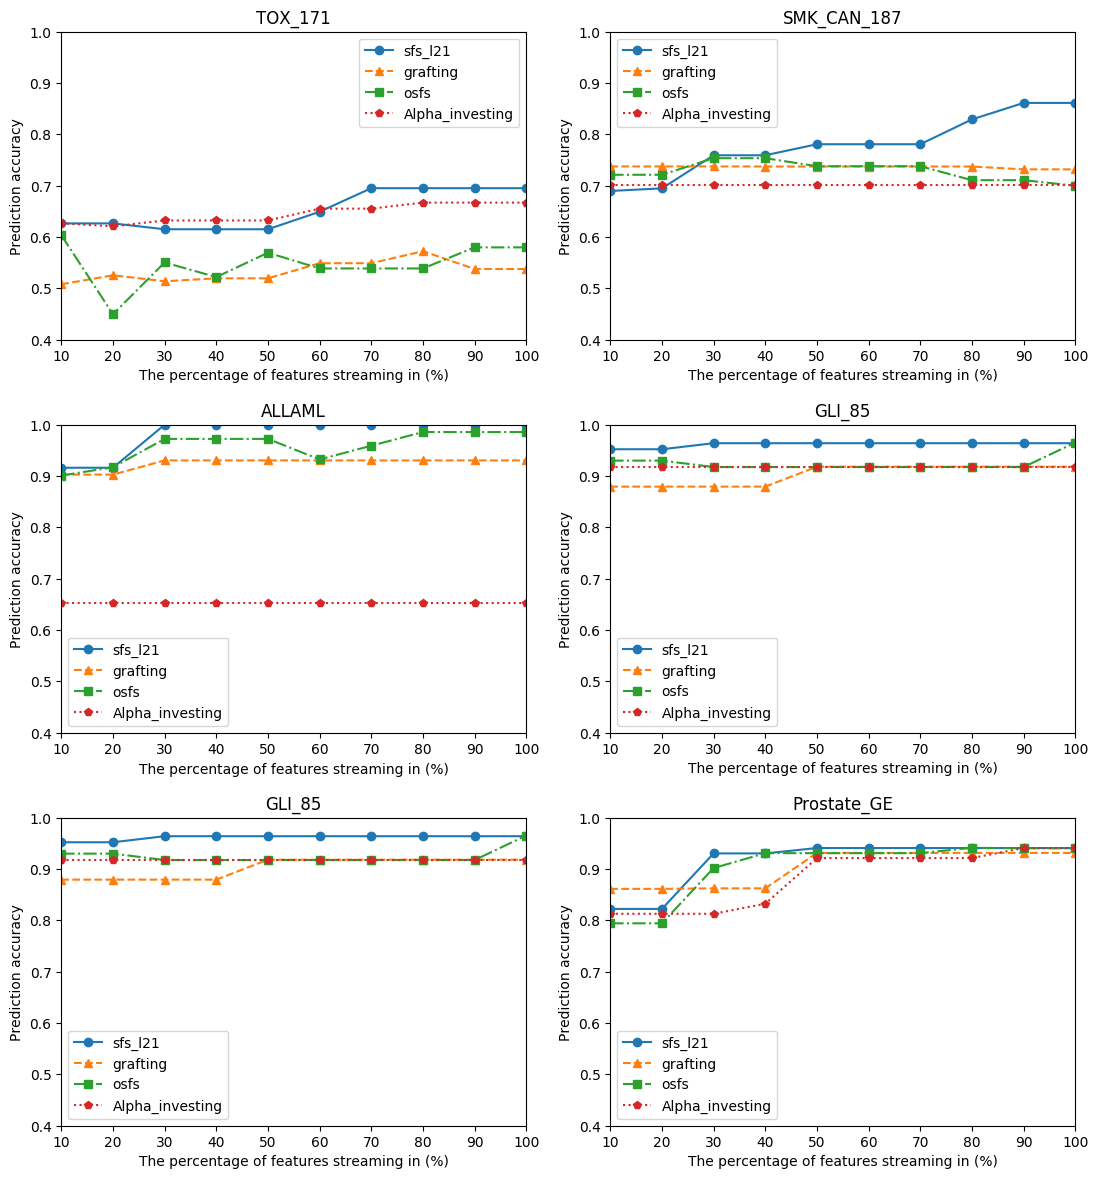 TOX_171
1.0
0.9
0.8
0.7
0.6
0.5
0.4
Prediction accuracy
sfs_l21
grafting
osfs
Alpha_investing
10 20 30 40 50 60 70 80 90 100
The percentage of features streaming in (%)
SMK_CAN_187
1.0
0.9
0.8
0.7
0.6
0.5
0.4
Prediction accuracy
sfs_l21
grafting
osfs
Alpha_investing
10 20 30 40 50 60 70 80 90 100
The percentage of features streaming in (%)
ALLAML
1.0
0.9
0.8
0.7
0.6
0.5
0.4
Prediction accuracy
sfs_l21
grafting
osfs
Alpha_investing
10 20 30 40 50 60 70 80 90 100
The percentage of features streaming in (%)
GLI_85
1.0
0.9
0.8
0.7
0.6
0.5
0.4
Prediction accuracy
sfs_l21
grafting
osfs
Alpha_investing
10 20 30 40 50 60 70 80 90 100
The percentage of features streaming in (%)
GLI_85
1.0
0.9
0.8
0.7
0.6
0.5
0.4
Prediction accuracy
sfs_l21
grafting
osfs
Alpha_investing
10 20 30 40 50 60 70 80 90 100
The percentage of features streaming in (%)
Prostate_GE
1.0
0.9
0.8
0.7
0.6
0.5
0.4
Prediction accuracy
sfs_l21
grafting
osfs
Alpha_investing
10 20 30 40 50 60 70 80 90 100
The percentage of features streaming in (%)